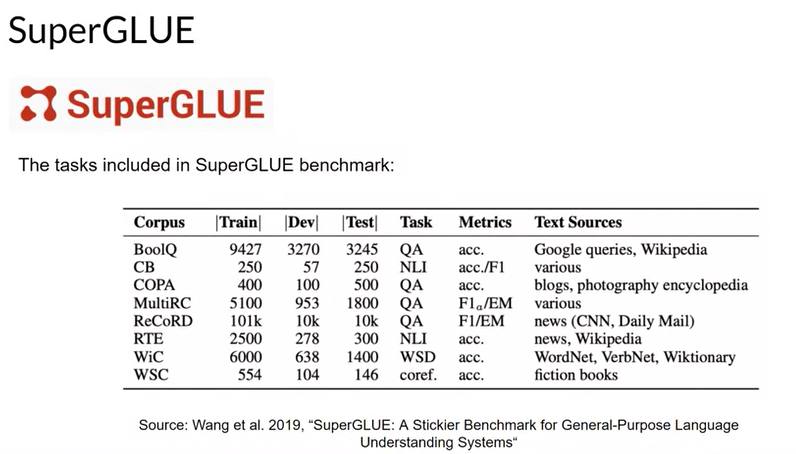 SuperGLUE
SuperGLUE
The tasks included in SuperGLUE benchmark:
Corpus |Train| |Dev| |Test| Task Metrics Text Sources
BoolQ 9427 3270 3245 QA acc. Google queries, Wikipedia
CB 250 57 250 NLI acc./F1 various
COPA 400 100 500 QA acc. blogs, photography encyclopedia
MultiRC 5100 953 1800 QA F1ₐ/EM various
ReCoRD 101k 10k 10k QA F1/EM news (CNN, Daily Mail)
RTE 2500 278 300 NLI acc. news, Wikipedia
WiC 6000 638 1400 WSD acc. WordNet, VerbNet, Wiktionary
WSC 554 104 146 coref. acc. fiction books
Source: Wang et al. 2019, “SuperGLUE: A Stickier Benchmark for General-Purpose Language
Understanding Systems“